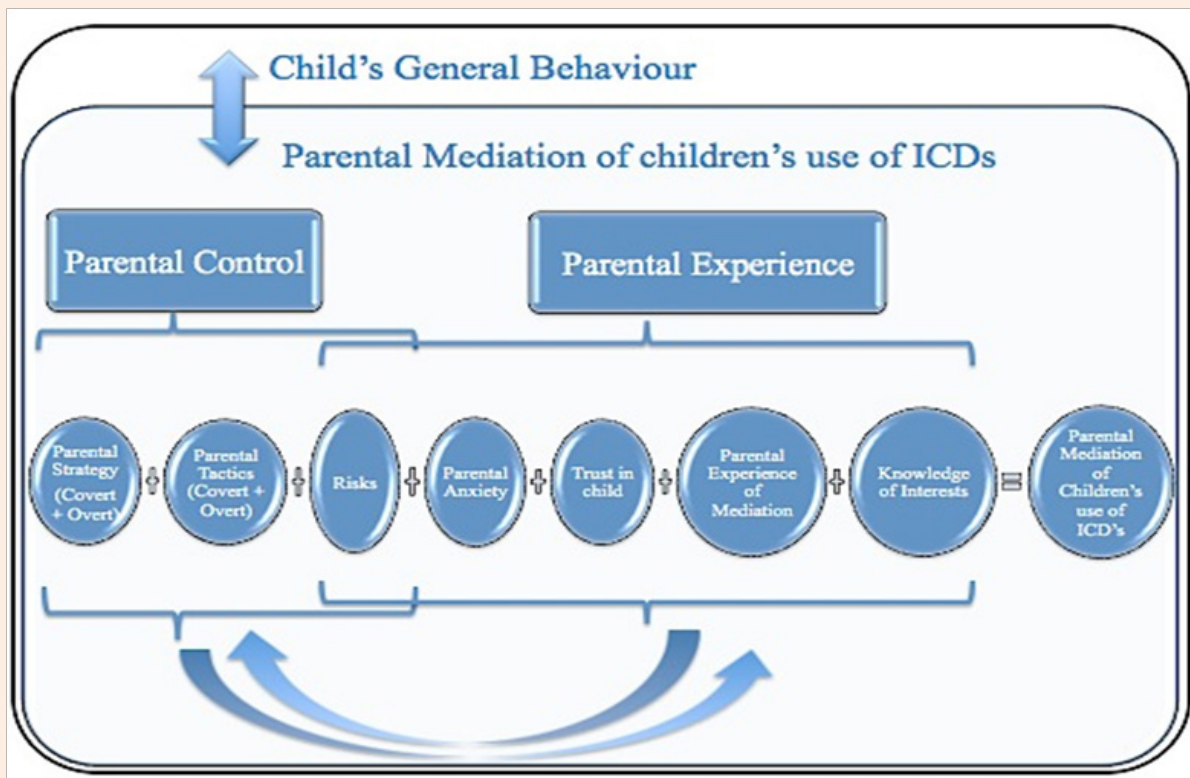 Child's General Behaviour
Parental Mediation of children's use of ICDs
Parental Control
Parental Experience
Parental
Strategy
(Covert
+ Overt)
Parental
Tactics
(Covert +
Overt)
Risks
Parental
Anxiety
Trust in
child
Parental
Experience
of
Mediation
Knowledge
of Interests
Parental
Mediation
of
Children's
use of
ICD's